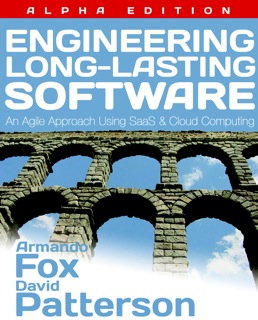 ALPHA EDITION
ENGINEERING
LONG-LASTING
SOFTWARE
An Agile Approach Using SaaS & Cloud Computing
Armando
Fox
David
Patterson